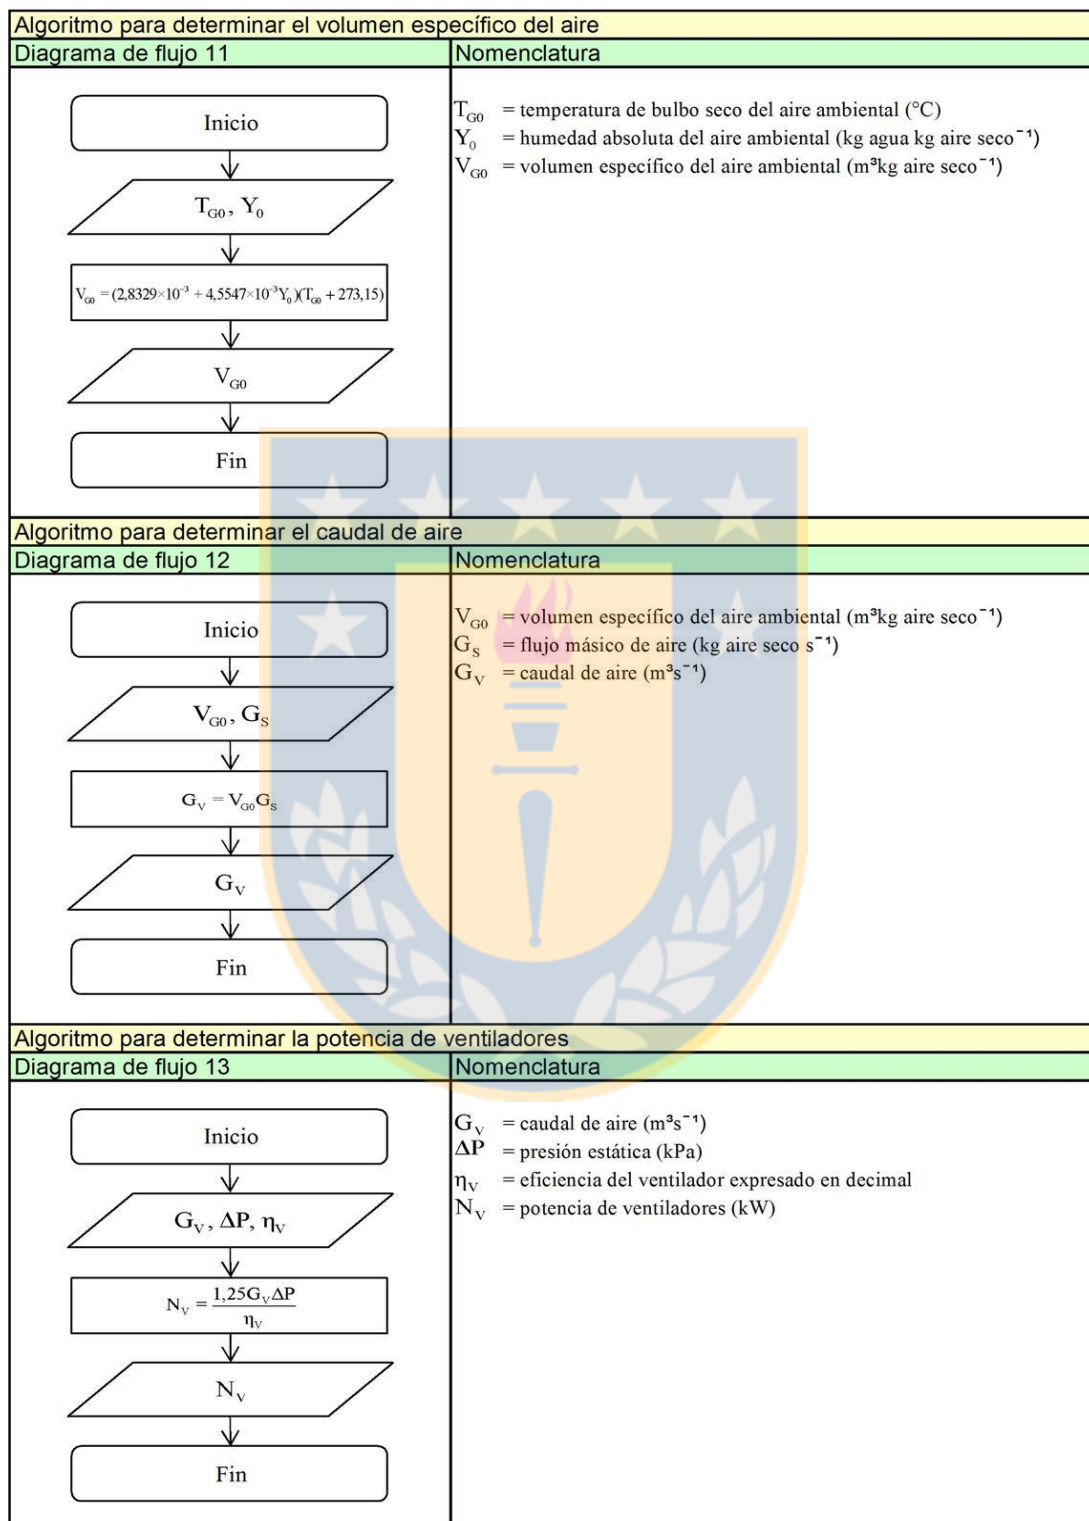 Algoritmo para determinar el volumen específico del aire
Diagrama de flujo 11
Nomenclatura
Inicio
T_G0, Y_0
V_G0 = (2,8329×10⁻³ + 4,5547×10⁻³Y_0)(T_G0 + 273,15)
V_G0
Fin
T_G0 = temperatura de bulbo seco del aire ambiental (°C)
Y_0 = humedad absoluta del aire ambiental (kg agua kg aire seco⁻¹)
V_G0 = volumen específico del aire ambiental (m³kg aire seco⁻¹)
Algoritmo para determinar el caudal de aire
Diagrama de flujo 12
Nomenclatura
Inicio
V_G0, G_S
G_V = V_G0G_S
G_V
Fin
V_G0 = volumen específico del aire ambiental (m³kg aire seco⁻¹)
G_S = flujo másico de aire (kg aire seco s⁻¹)
G_V = caudal de aire (m³s⁻¹)
Algoritmo para determinar la potencia de ventiladores
Diagrama de flujo 13
Nomenclatura
Inicio
G_V, ΔP, η_V
N_V = 1,25G_VΔP / η_V
N_V
Fin
G_V = caudal de aire (m³s⁻¹)
ΔP = presión estática (kPa)
η_V = eficiencia del ventilador expresado en decimal
N_V = potencia de ventiladores (kW)